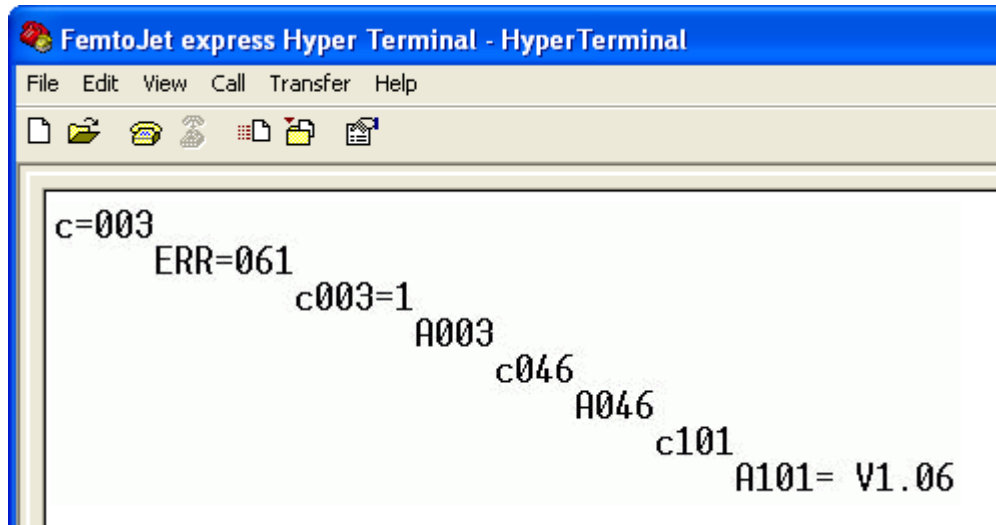 FemtoJet express Hyper Terminal - HyperTerminal
File Edit View Call Transfer Help
c=003
ERR=061
c003=1
A003
c046
A046
c101
A101= V1.06